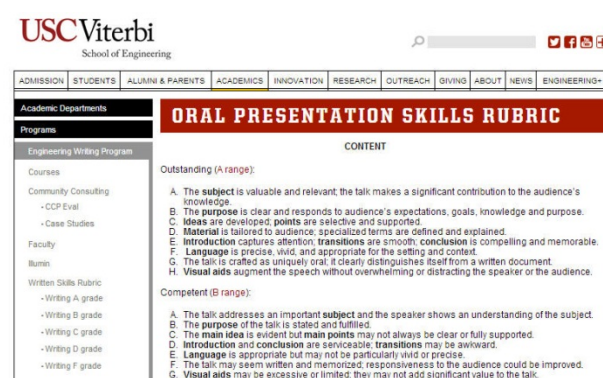 USC Viterbi
School of Engineering
ADMISSION STUDENTS ALUMNI & PARENTS ACADEMICS INNOVATION RESEARCH OUTREACH GIVING ABOUT NEWS ENGINEERING+
Academic Departments
Programs
Engineering Writing Program
Courses
Community Consulting
- CCP Eval
- Case Studies
Faculty
Illumin
Written Skills Rubric
- Writing A grade
- Writing B grade
- Writing C grade
- Writing D grade
- Writing F grade
ORAL PRESENTATION SKILLS RUBRIC
CONTENT
Outstanding (A range):
A. The subject is valuable and relevant; the talk makes a significant contribution to the audience's
knowledge.
B. The purpose is clear and responds to audience's expectations, goals, knowledge and purpose.
C. Ideas are developed; points are selective and supported.
D. Material is tailored to audience; specialized terms are defined and explained.
E. Introduction captures attention; transitions are smooth; conclusion is compelling and memorable.
F. Language is precise, vivid, and appropriate for the setting and context.
G. The talk is crafted as uniquely oral; it clearly distinguishes itself from a written document.
H. Visual aids augment the speech without overwhelming or distracting the speaker or the audience.
Competent (B range):
A. The talk addresses an important subject and the speaker shows an understanding of the subject.
B. The purpose of the talk is stated and fulfilled.
C. The main idea is evident but main points may not always be clear or fully supported.
D. Introduction and conclusion are serviceable; transitions may be awkward.
E. Language is appropriate but may not be particularly vivid or precise.
F. The talk may seem written and memorized; responsiveness to the audience could be improved.
G. Visual aids may be excessive or limited; they may not add significant value to the talk.